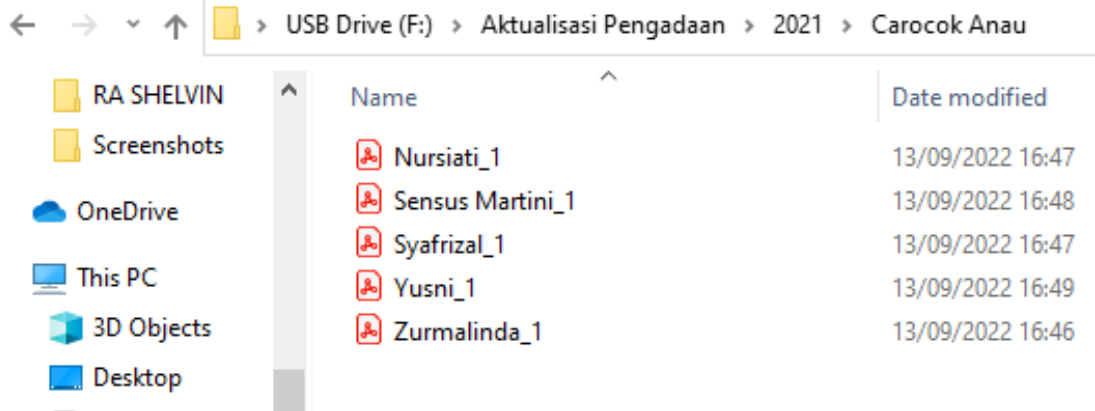 USB Drive (F:) > Aktualisasi Pengadaan > 2021 > Carocok Anau
RA SHELVIN
Screenshots
OneDrive
This PC
3D Objects
Desktop
Name Date modified
Nursiati_1 13/09/2022 16:47
Sensus Martini_1 13/09/2022 16:48
Syafrizal_1 13/09/2022 16:47
Yusni_1 13/09/2022 16:49
Zurmalinda_1 13/09/2022 16:46